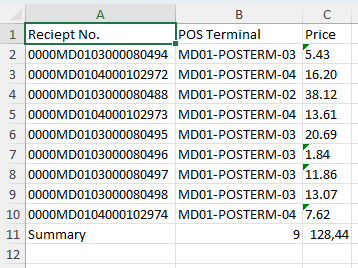 A B C
1 Reciept No. POS Terminal Price
2 0000MD0103000080494 MD01-POSTERM-03 5.43
3 0000MD0104000102972 MD01-POSTERM-04 16.20
4 0000MD0103000080488 MD01-POSTERM-02 38.12
5 0000MD0104000102973 MD01-POSTERM-04 13.61
6 0000MD0103000080495 MD01-POSTERM-03 20.69
7 0000MD0103000080496 MD01-POSTERM-03 1.84
8 0000MD0103000080497 MD01-POSTERM-03 11.86
9 0000MD0103000080498 MD01-POSTERM-03 13.07
10 0000MD0104000102974 MD01-POSTERM-04 7.62
11 Summary 9 128,44
12